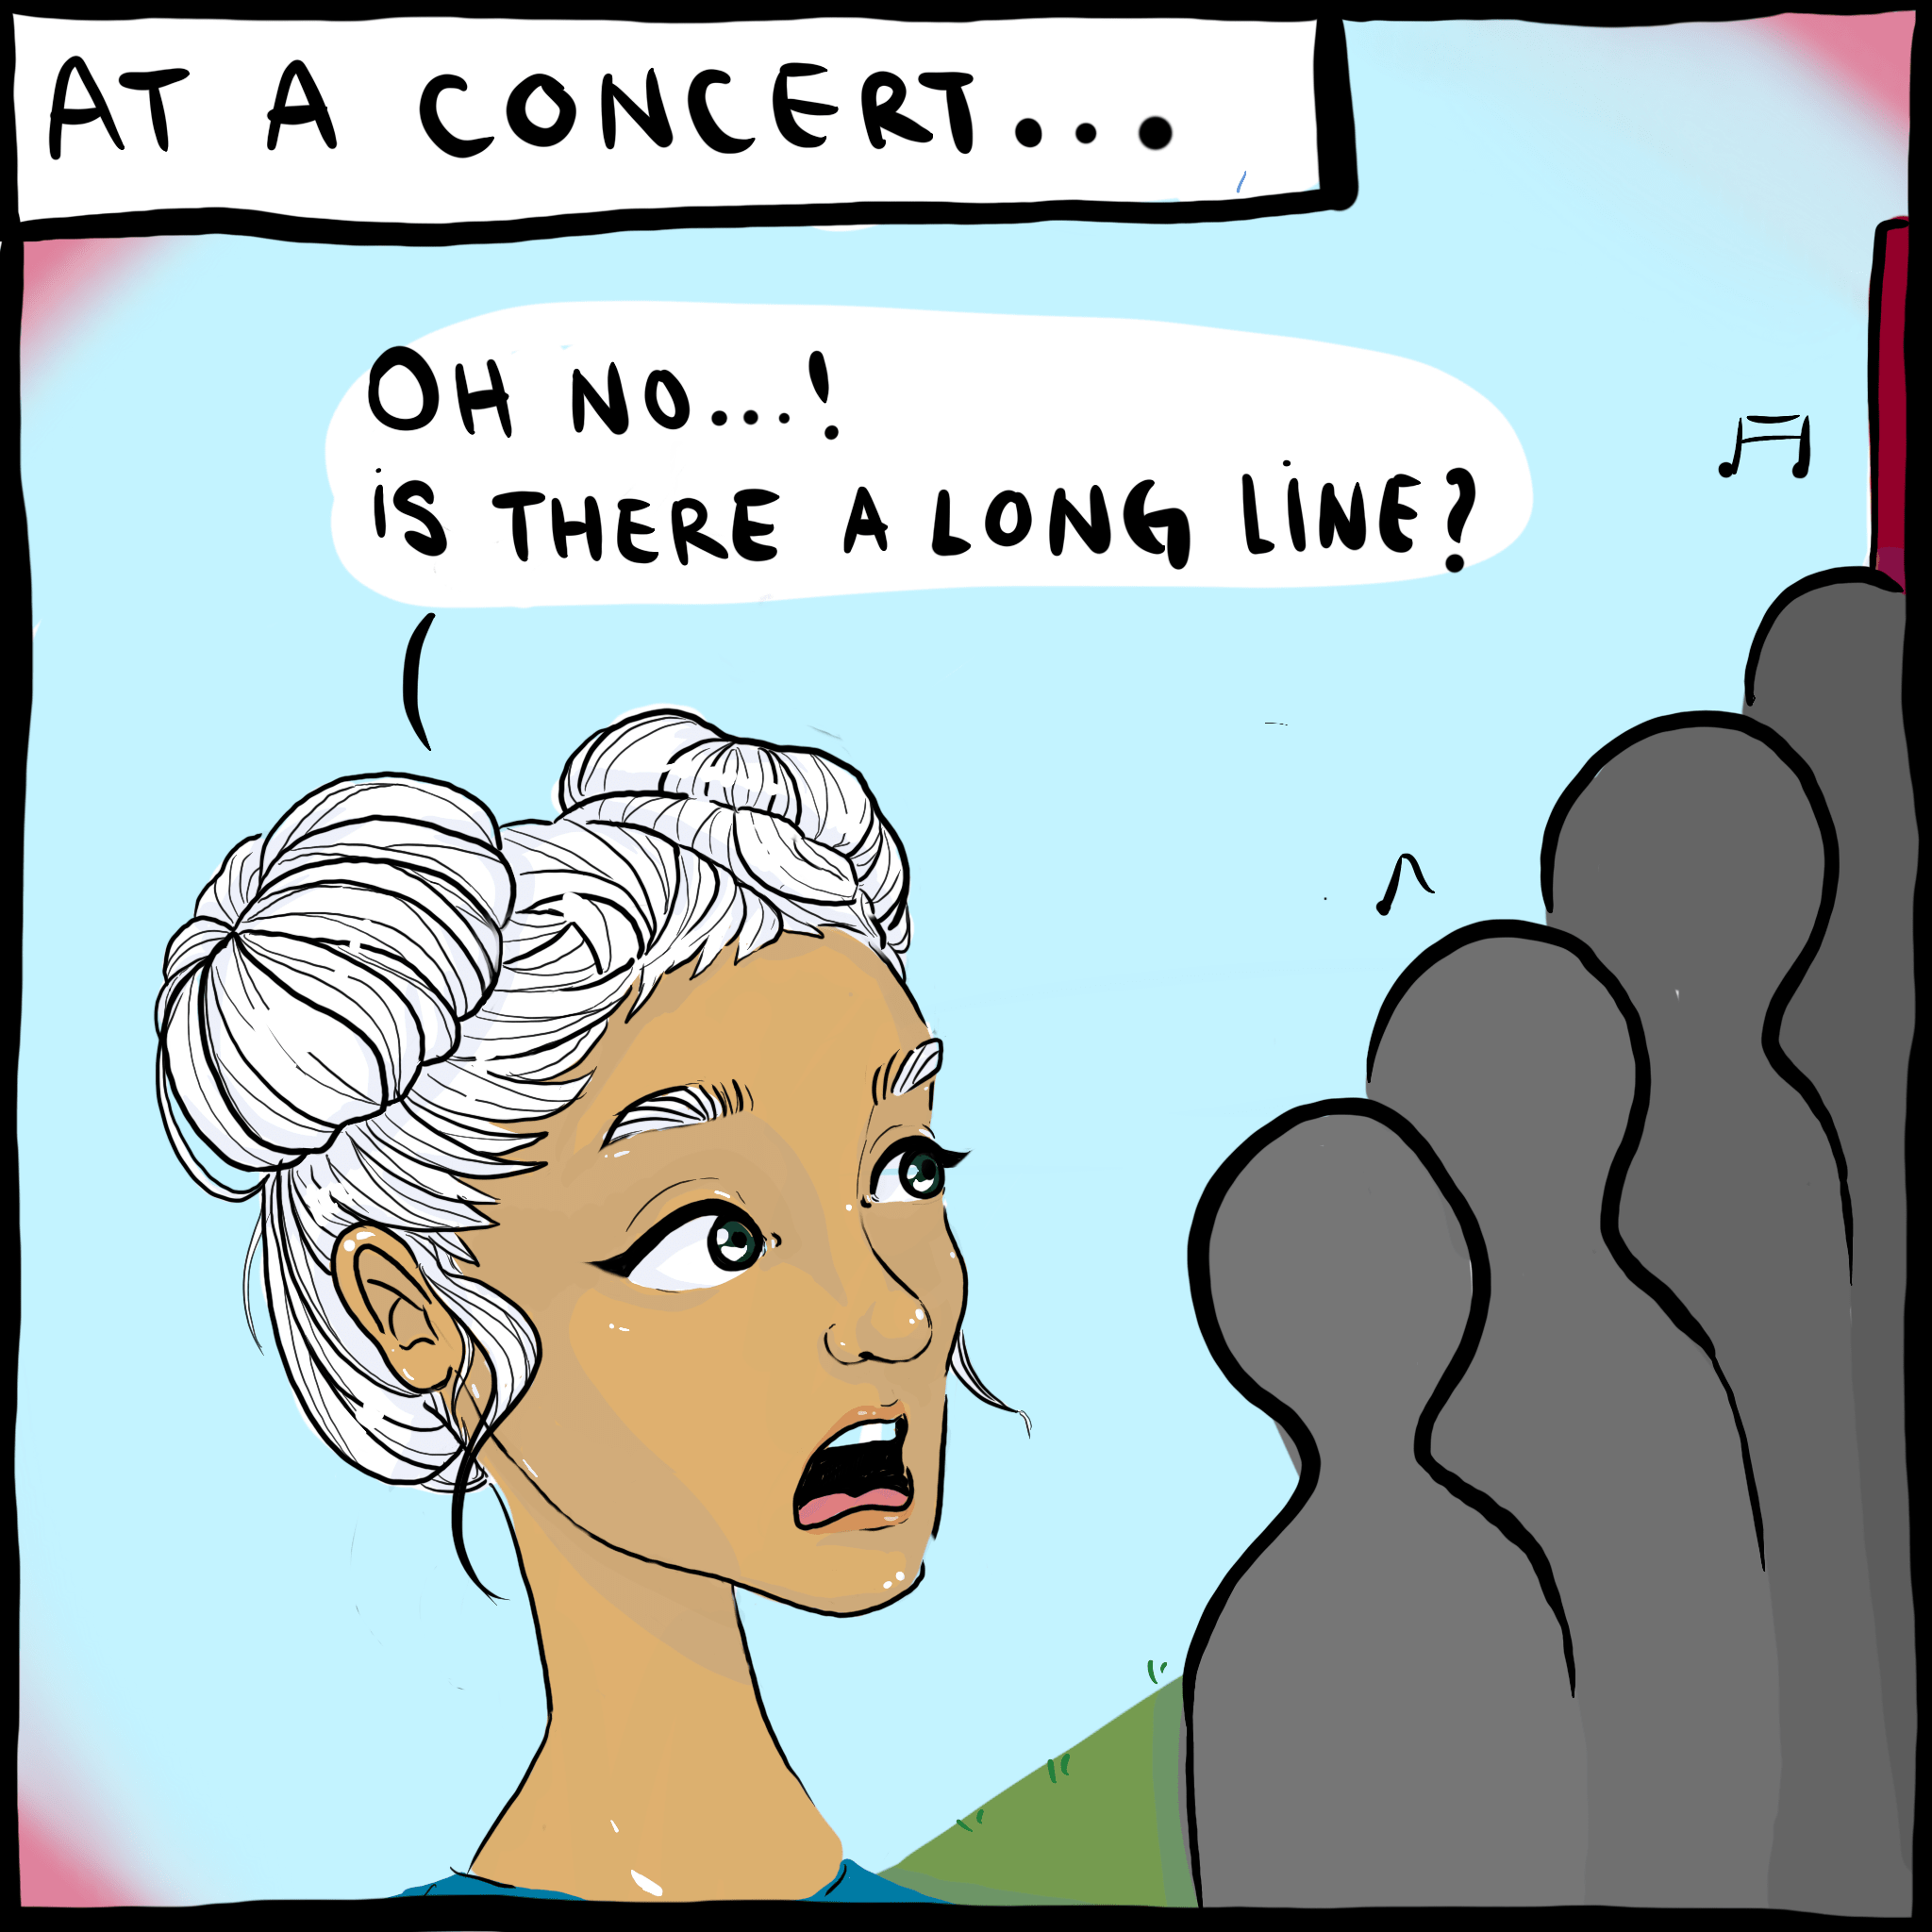 AT A CONCERT...
OH NO...!
iS THERE A LONG LiNE?